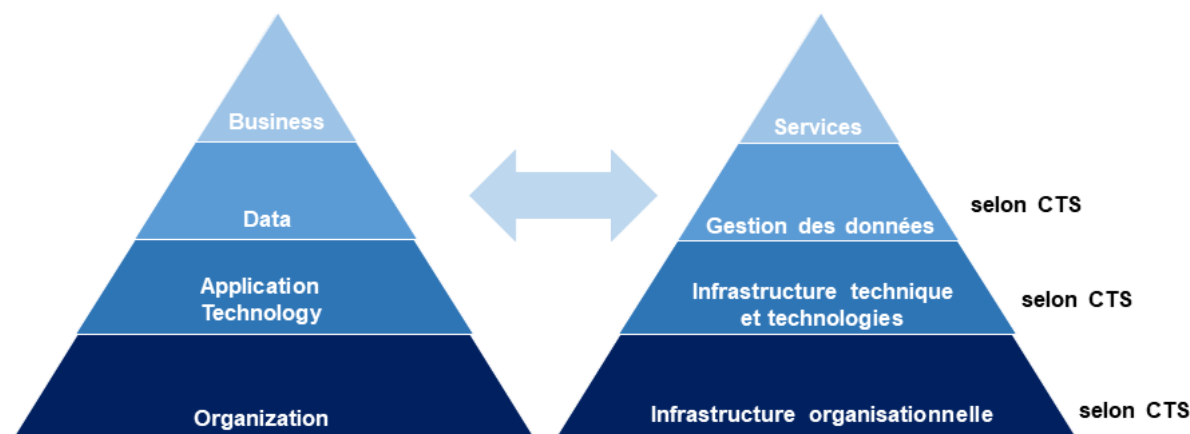 Business
Data
Application
Technology
Organization
Services
Gestion des données
Infrastructure technique
et technologies
Infrastructure organisationnelle
selon CTS
selon CTS
selon CTS